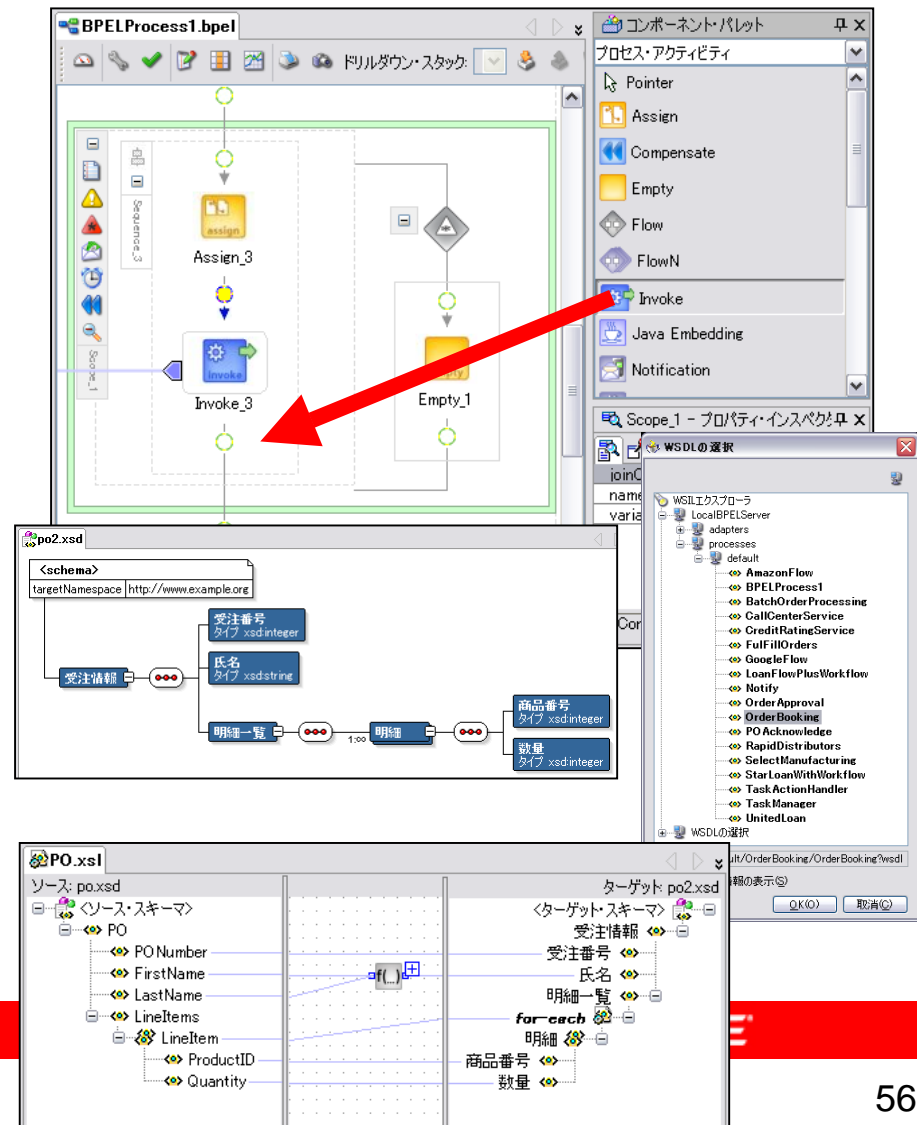 BPELProcess1.bpel
ドリルダウン・スタック:
Sequence_3
assign
Assign_3
invoke
Invoke_3
Scope_1
Empty_1
コンポーネント・パレット
プロセス・アクティビティ
Pointer
Assign
Compensate
Empty
Flow
FlowN
Invoke
Java Embedding
Notification
Scope_1 - プロパティ・インスペク
name
varia
WSDLの選択
WSILエクスプローラ
LocalBPELServer
adapters
processes
default
AmazonFlow
BPELProcess1
BatchOrderProcessing
CallCenterService
CreditRatingService
FulFillOrders
GoogleFlow
LoanFlowPlusWorkflow
Notify
OrderApproval
OrderBooking
POAcknowledge
RapidDistributors
SelectManufacturing
StarLoanWithWorkflow
TaskActionHandler
TaskManager
UnitedLoan
WSDLの選択
ult/OrderBooking/OrderBooking?wsdl
報の表示(S)
OK(O)
取消(C)
po2.xsd
<schema>
targetNamespace http://www.example.org
受注情報
受注番号
タイプ xsd:integer
氏名
タイプ xsd:string
明細一覧
1:∞
明細
商品番号
タイプ xsd:integer
数量
タイプ xsd:integer
PO.xsl
ソース: po.xsd
<ソース・スキーマ>
PO
PONumber
FirstName
LastName
LineItems
LineItem
ProductID
Quantity
f(...)
ターゲット: po2.xsd
<ターゲット・スキーマ>
受注情報
受注番号
氏名
明細一覧
for-each
明細
商品番号
数量
56